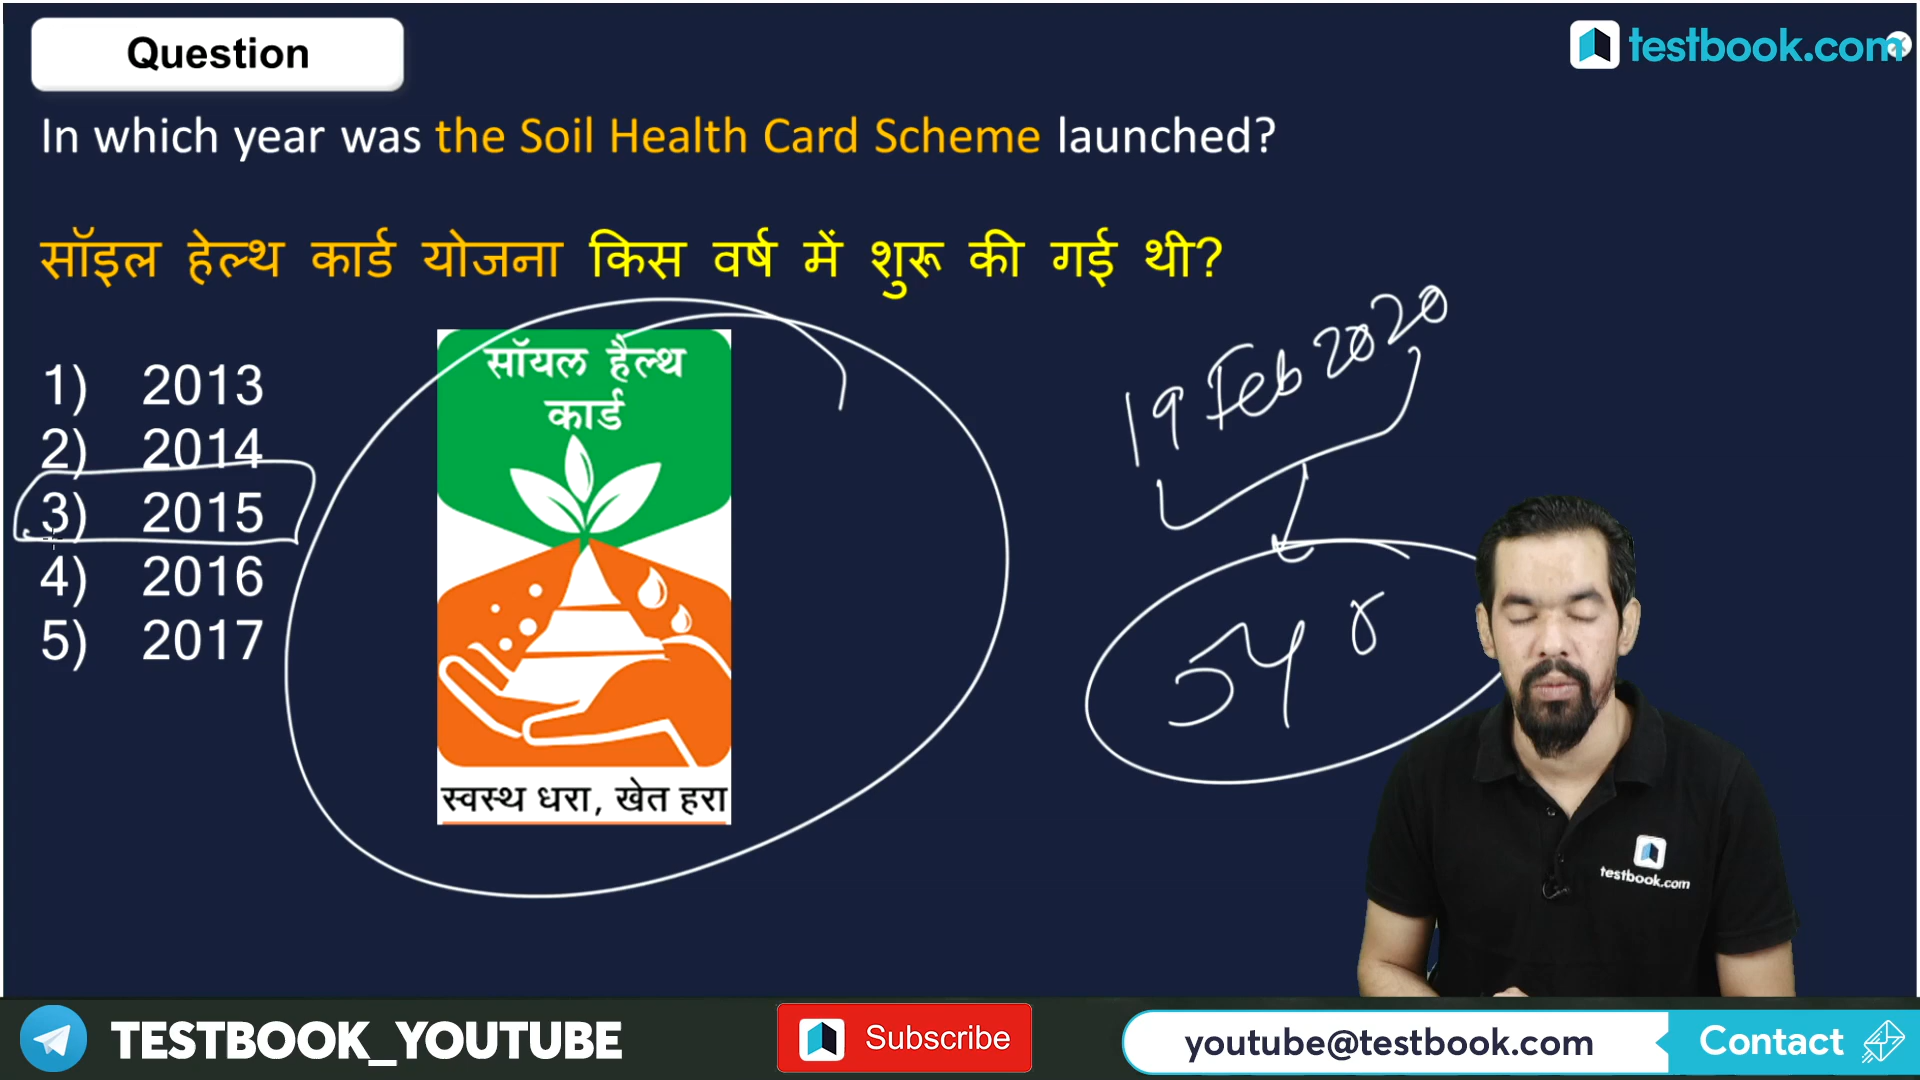 Question
testbook.com
In which year was the Soil Health Card Scheme launched?
सॉइल हेल्थ कार्ड योजना किस वर्ष में शुरू की गई थी?
19 Feb 2020
1) 2013
2) 2014
3) 2015
4) 2016
5) 2017
सॉयल हैल्थ
कार्ड
स्वस्थ धरा, खेत हरा
testbook.com
TESTBOOK_YOUTUBE
Subscribe
youtube@testbook.com
Contact